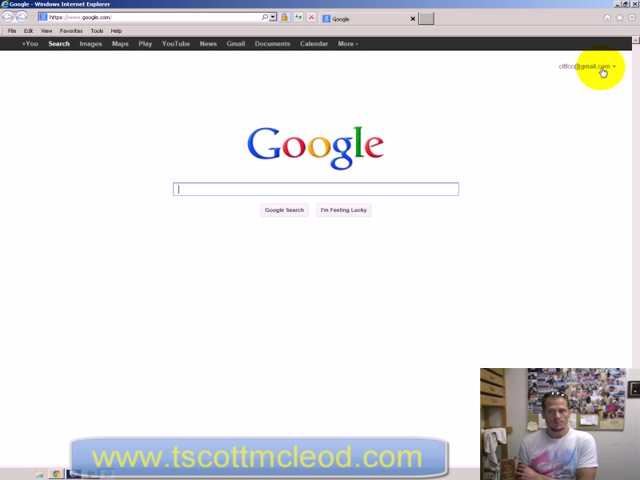 Google - Windows Internet Explorer
https://www.google.com/
Google
File Edit View Favorites Tools Help
+You Search Images Maps Play YouTube News Gmail Documents Calendar More
@gmail.com
Google
Google Search I'm Feeling Lucky
www.tscottmcleod.com